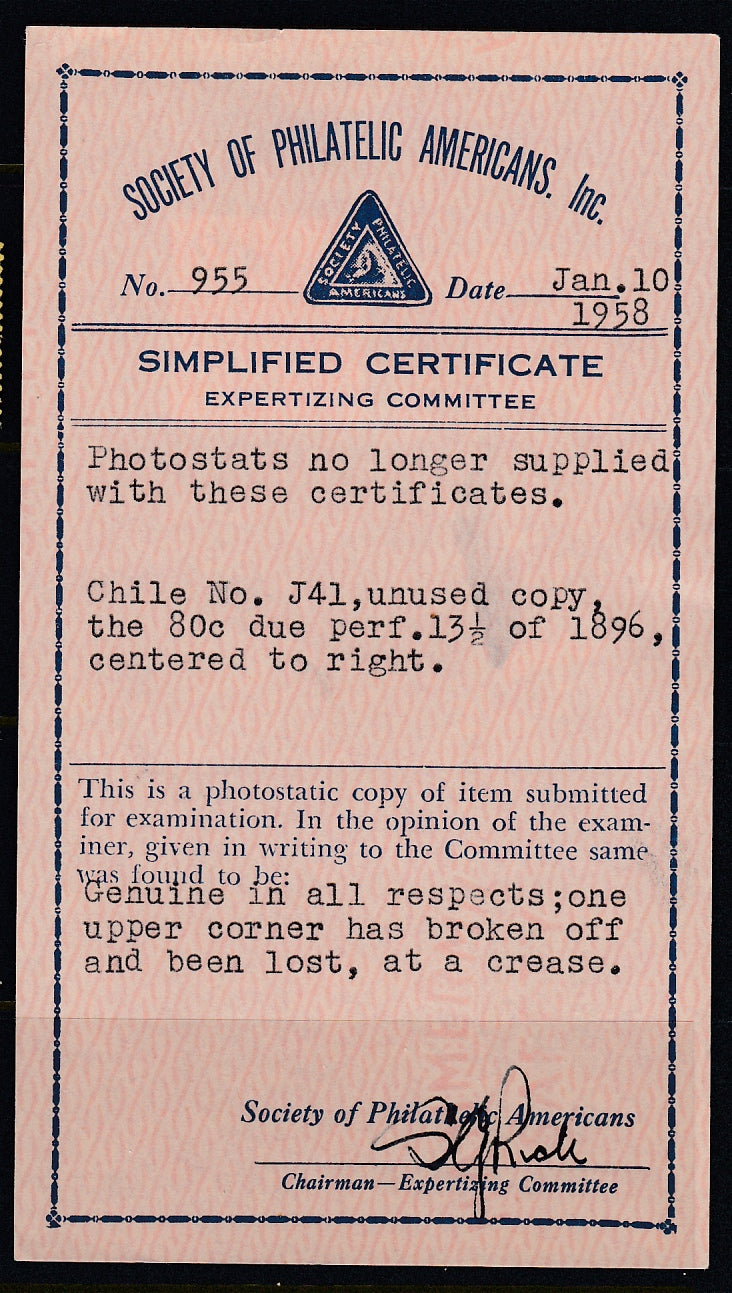 SOCIETY OF PHILATELIC AMERICANS. Inc.
SOCIETY PHILATELIC AMERICANS
No. 955 Date Jan.10
1958
SIMPLIFIED CERTIFICATE
EXPERTIZING COMMITTEE
Photostats no longer supplied
with these certificates.
Chile No. J41,unused copy,
the 80c due perf.13½ of 1896,
centered to right.
This is a photostatic copy of item submitted
for examination. In the opinion of the exam-
iner, given in writing to the Committee same
was found to be:
Genuine in all respects;one
upper corner has broken off
and been lost, at a crease.
Society of Philatelic Americans
Chairman—Expertizing Committee